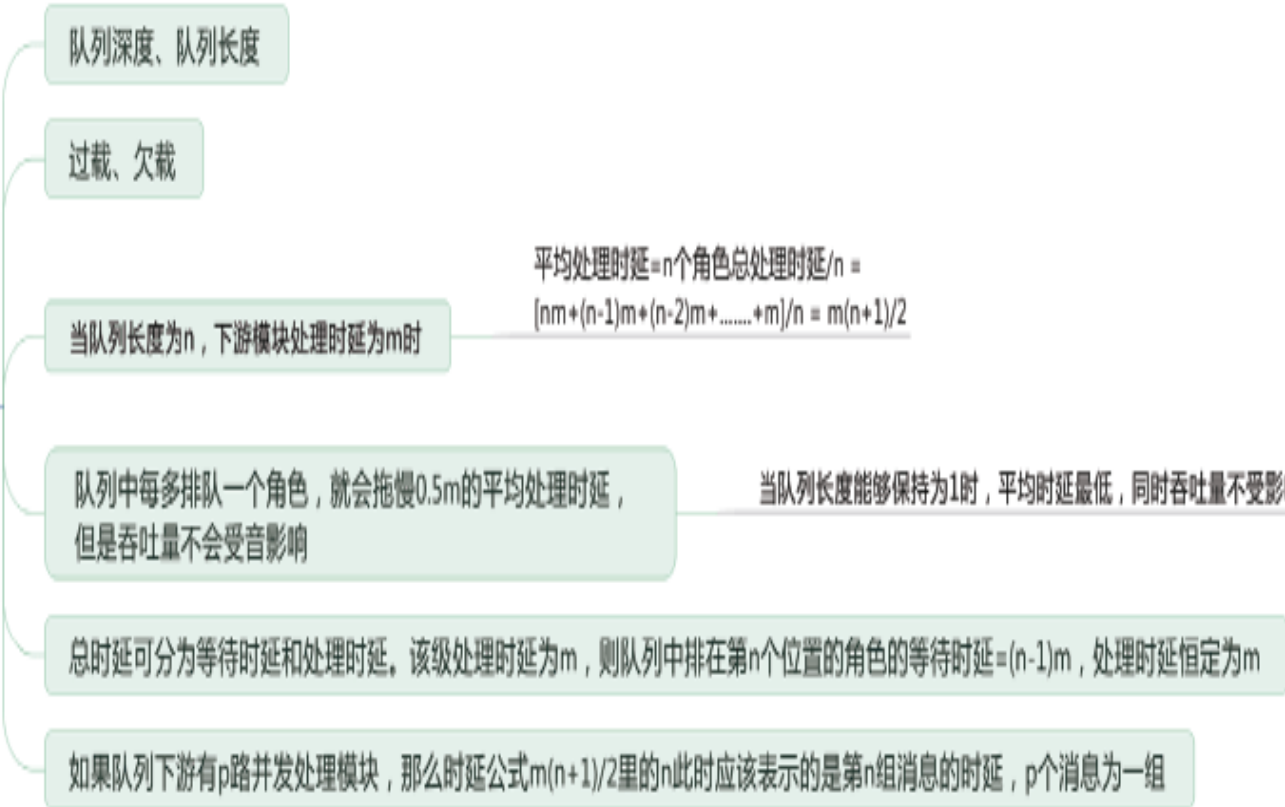 队列深度、队列长度
过载、欠载
平均处理时延=n个角色总处理时延/n =
[nm+(n-1)m+(n-2)m+.......+m]/n = m(n+1)/2
当队列长度为n，下游模块处理时延为m时
队列中每多排队一个角色，就会拖慢0.5m的平均处理时延，
但是吞吐量不会受音影响
当队列长度能够保持为1时，平均时延最低，同时吞吐量不受影
总时延可分为等待时延和处理时延。该级处理时延为m，则队列中排在第n个位置的角色的等待时延=(n-1)m，处理时延恒定为m
如果队列下游有p路并发处理模块，那么时延公式m(n+1)/2里的n此时应该表示的是第n组消息的时延，p个消息为一组